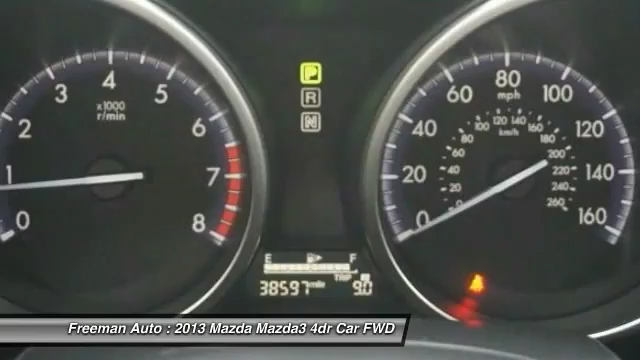 0 1 2 3 4 5 6 7 8
x1000
r/min
P
R
N
0 20 40 60 80 100 120 140 160
mph
0 20 40 60 80 100 120 140 160 180 200 220 240 260
km/h
E F
TRIP A
38597 mile 9.0
Freeman Auto : 2013 Mazda Mazda3 4dr Car FWD